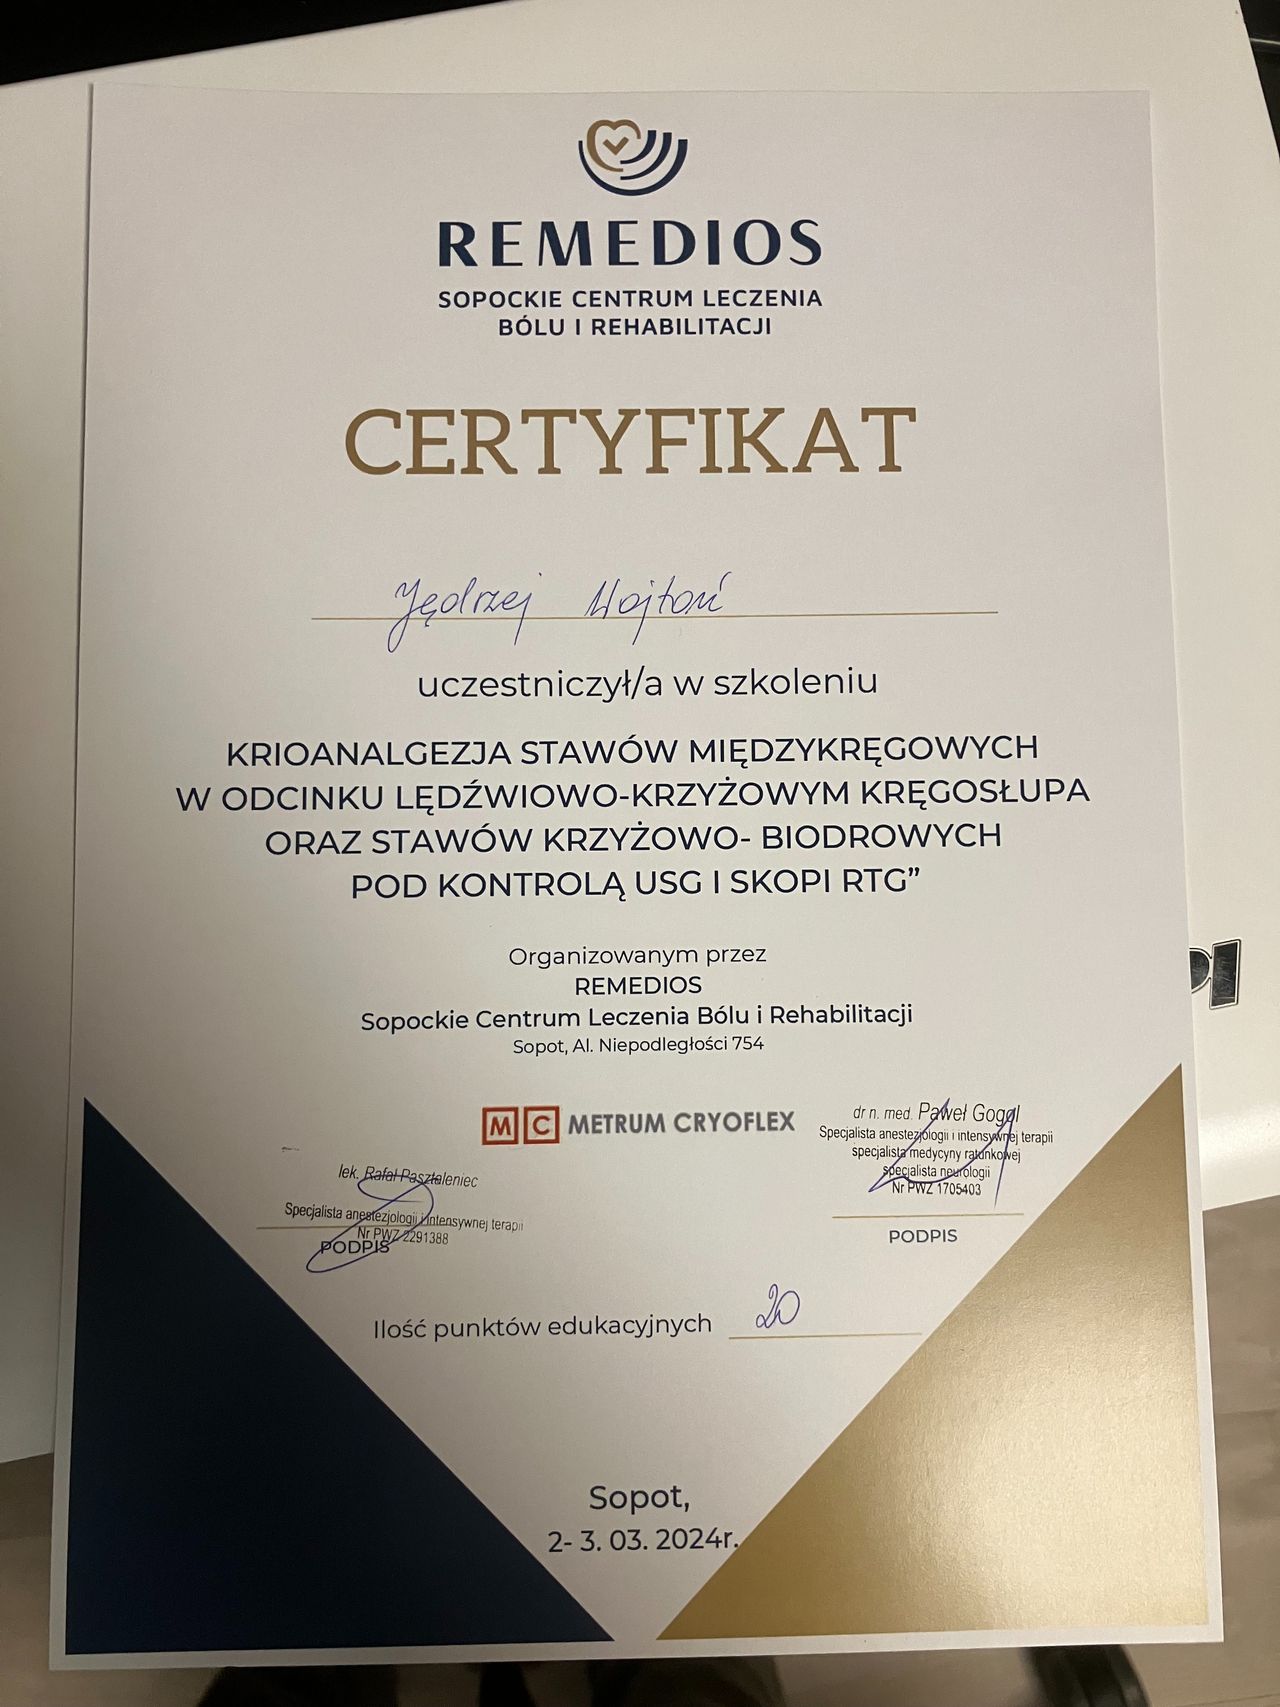 REMEDIOS
SOPOCKIE CENTRUM LECZENIA
BÓLU I REHABILITACJI
CERTYFIKAT
Jędrzej Wojtoń
uczestniczył/a w szkoleniu
KRIOANALGEZJA STAWÓW MIĘDZYKRĘGOWYCH
W ODCINKU LĘDŹWIOWO-KRZYŻOWYM KRĘGOSŁUPA
ORAZ STAWÓW KRZYŻOWO- BIODROWYCH
POD KONTROLĄ USG I SKOPI RTG”
Organizowanym przez
REMEDIOS
Sopockie Centrum Leczenia Bólu i Rehabilitacji
Sopot, Al. Niepodległości 754
MC METRUM CRYOFLEX
dr n. med. Paweł Gogol
Specjalista anestezjologii i intensywnej terapii
specjalista medycyny ratunkowej
specjalista neurologii
Nr PWZ 1705403
PODPIS
lek. Rafał Pasztaleniec
Specjalista anestezjologii i intensywnej terapii
Nr PWZ 2291388
PODPIS
Ilość punktów edukacyjnych 20
Sopot,
2- 3. 03. 2024r.